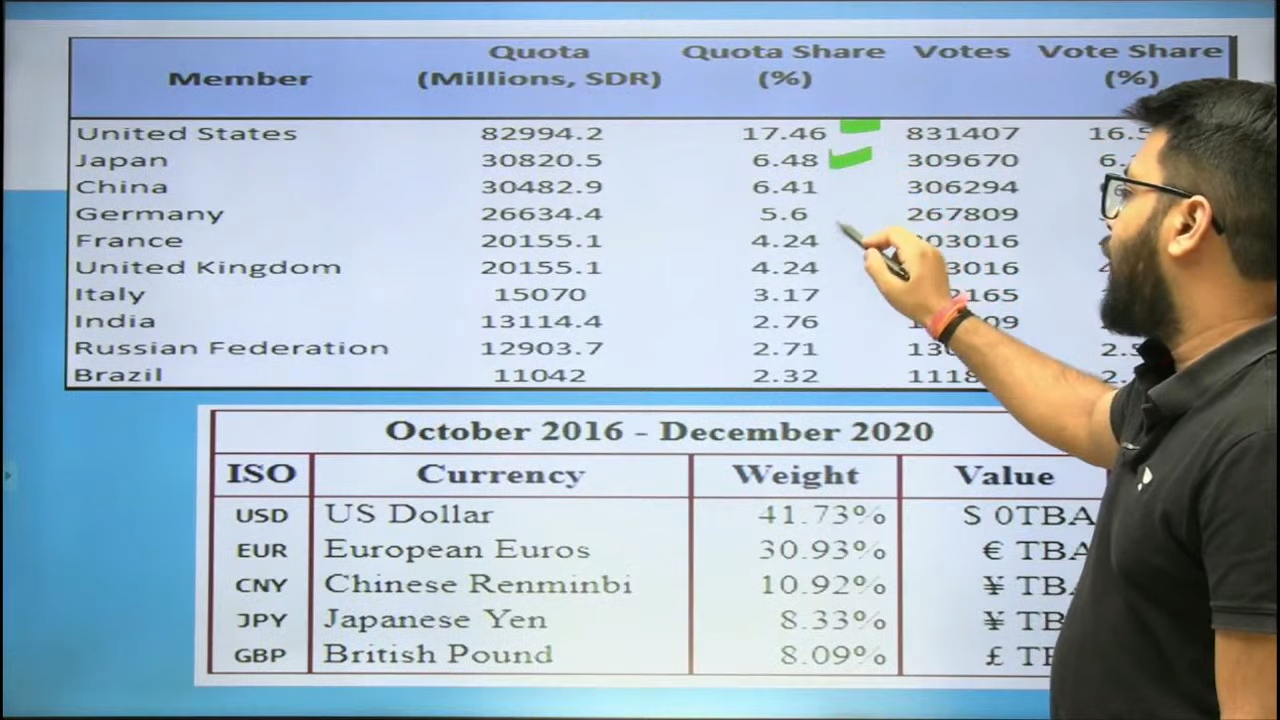 Member Quota (Millions, SDR) Quota Share (%) Votes Vote Share (%)
United States 82994.2 17.46 831407
Japan 30820.5 6.48 309670
China 30482.9 6.41 306294
Germany 26634.4 5.6 267809
France 20155.1 4.24
United Kingdom 20155.1 4.24
Italy 15070 3.17
India 13114.4 2.76
Russian Federation 12903.7 2.71
Brazil 11042 2.32
October 2016 - December 2020
ISO Currency Weight Value
USD US Dollar 41.73% $ 0TBA
EUR European Euros 30.93% € TBA
CNY Chinese Renminbi 10.92% ¥
JPY Japanese Yen 8.33% ¥
GBP British Pound 8.09% £